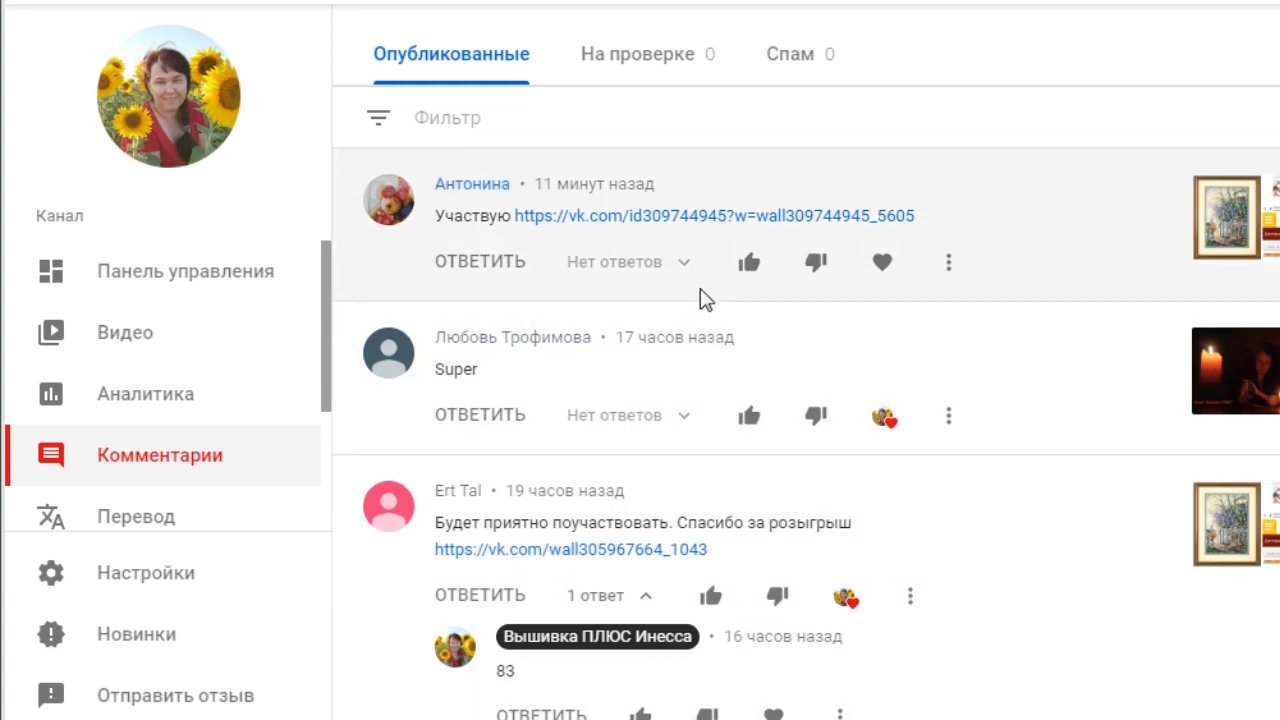 Опубликованные
На проверке 0
Спам 0
Фильтр
Канал
Панель управления
Видео
Аналитика
Комментарии
Перевод
Настройки
Новинки
Отправить отзыв
Антонина • 11 минут назад
Участвую https://vk.com/id309744945?w=wall309744945_5605
ОТВЕТИТЬ Нет ответов
Любовь Трофимова • 17 часов назад
Super
ОТВЕТИТЬ Нет ответов
Ert Tal • 19 часов назад
Будет приятно поучаствовать. Спасибо за розыгрыш
https://vk.com/wall305967664_1043
ОТВЕТИТЬ 1 ответ
Вышивка ПЛЮС Инесса • 16 часов назад
83
ОТВЕТИТЬ